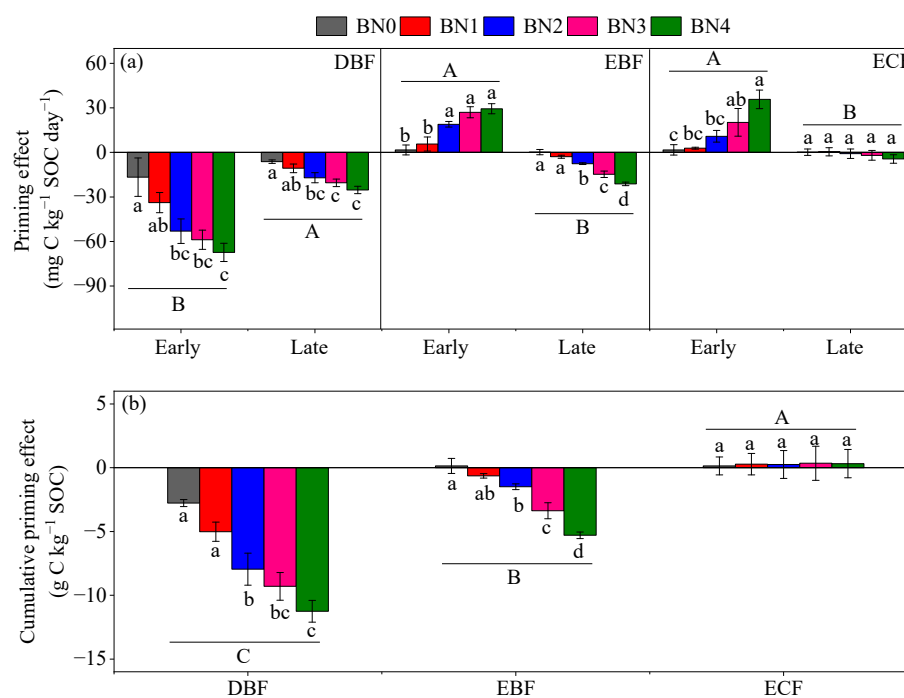 BN0 BN1 BN2 BN3 BN4
(a) DBF EBF ECF
60
30
0
−30
−60
−90
Priming effect
(mg C kg⁻¹ SOC day⁻¹)
a ab bc bc c
B
a ab bc c c
A
b b a a a
A
a a b c d
B
c bc bc ab a
A
a a a a a
B
Early Late Early Late Early Late
(b)
5
0
−5
−10
−15
Cumulative priming effect
(g C kg⁻¹ SOC)
a a b bc c
C
a ab b c d
B
a a a a a
A
DBF EBF ECF